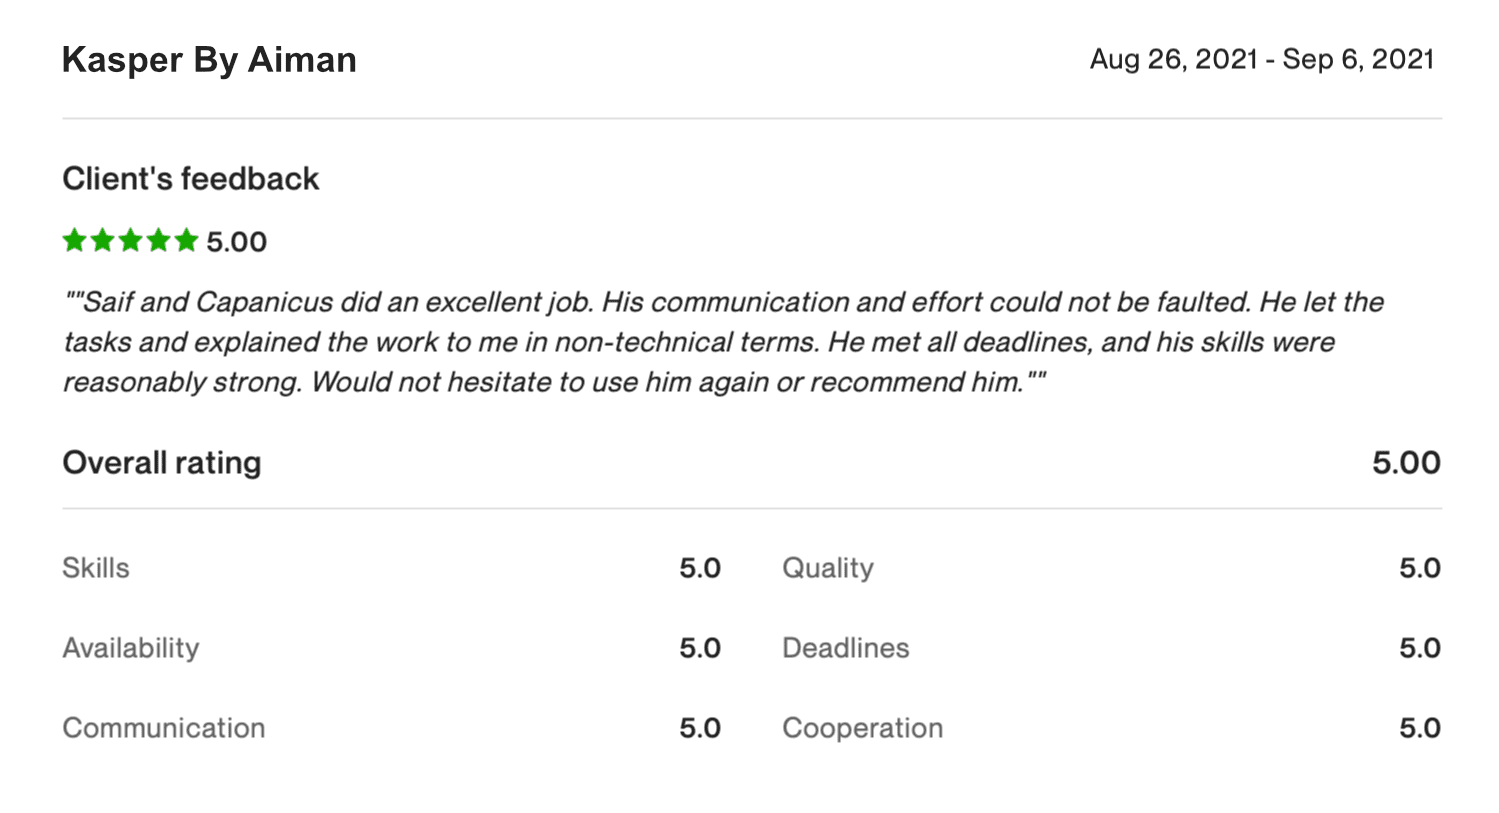 Kasper By Aiman
Aug 26, 2021 - Sep 6, 2021
Client's feedback
5.00
""Saif and Capanicus did an excellent job. His communication and effort could not be faulted. He let the
tasks and explained the work to me in non-technical terms. He met all deadlines, and his skills were
reasonably strong. Would not hesitate to use him again or recommend him.""
Overall rating 5.00
Skills 5.0 Quality 5.0
Availability 5.0 Deadlines 5.0
Communication 5.0 Cooperation 5.0